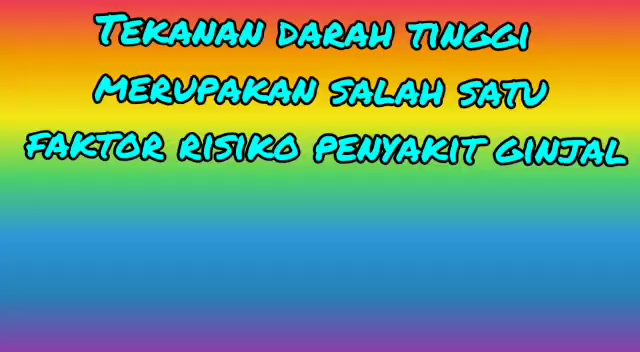 Tekanan darah tinggi
merupakan salah satu
faktor risiko penyakit ginjal